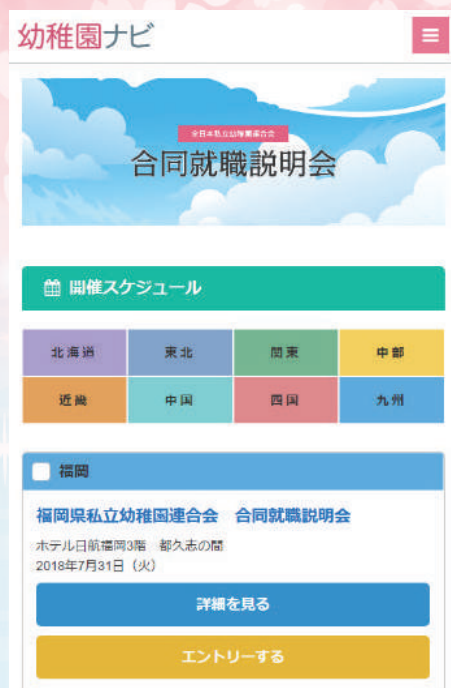 幼稚園ナビ
全日本私立幼稚園連合会
合同就職説明会
開催スケジュール
北海道 東北 関東 中部
近畿 中国 四国 九州
福岡
福岡県私立幼稚園連合会 合同就職説明会
ホテル日航福岡3階 都久志の間
2018年7月31日（火）
詳細を見る
エントリーする